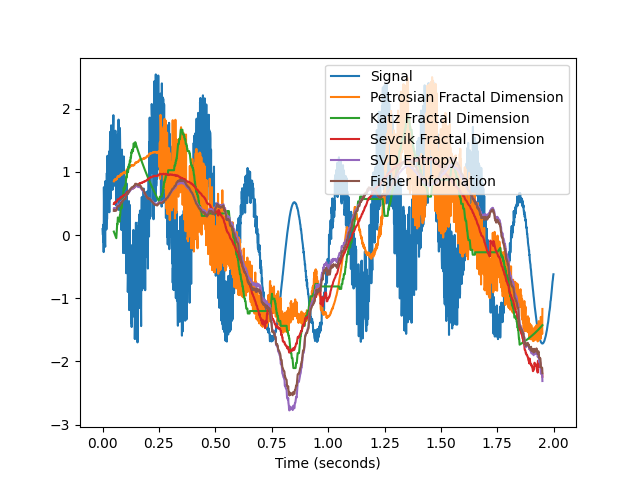 Signal
Petrosian Fractal Dimension
Katz Fractal Dimension
Sevcik Fractal Dimension
SVD Entropy
Fisher Information
2
1
0
−1
−2
−3
0.00 0.25 0.50 0.75 1.00 1.25 1.50 1.75 2.00
Time (seconds)